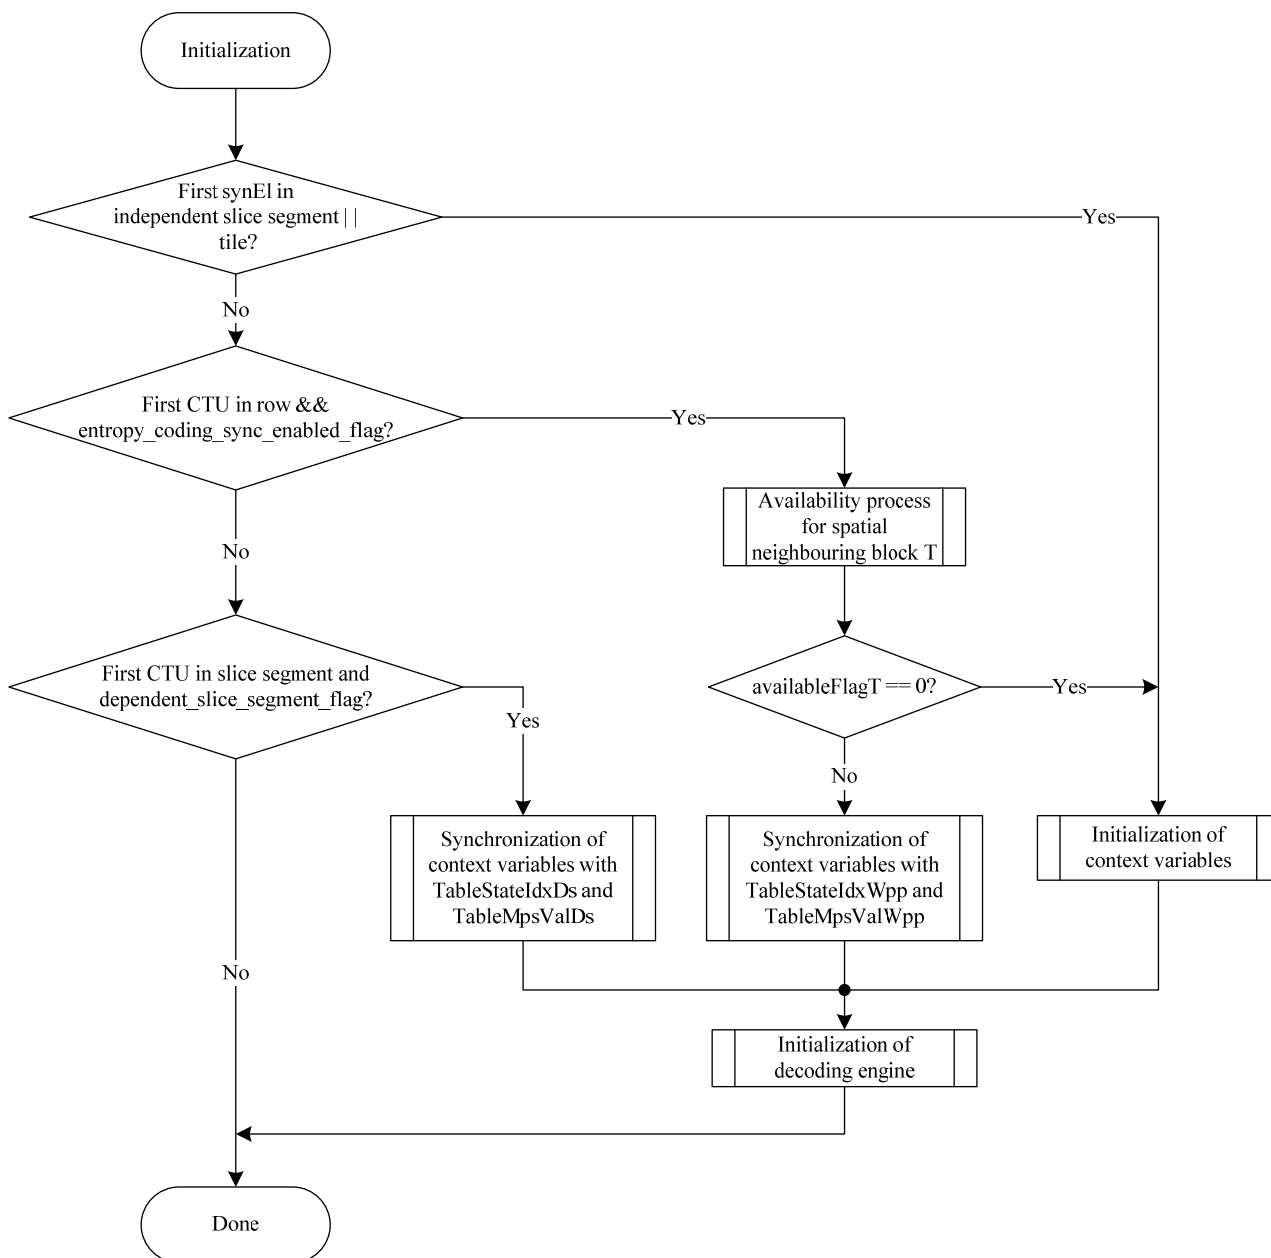 Initialization
First synEl in
independent slice segment ||
tile?
Yes
No
First CTU in row &&
entropy_coding_sync_enabled_flag?
Yes
Availability process
for spatial
neighbouring block T
No
First CTU in slice segment and
dependent_slice_segment_flag?
Yes
availableFlagT == 0?
Yes
No
Synchronization of
context variables with
TableStateIdxDs and
TableMpsValDs
Synchronization of
context variables with
TableStateIdxWpp and
TableMpsValWpp
Initialization of
context variables
No
Initialization of
decoding engine
Done